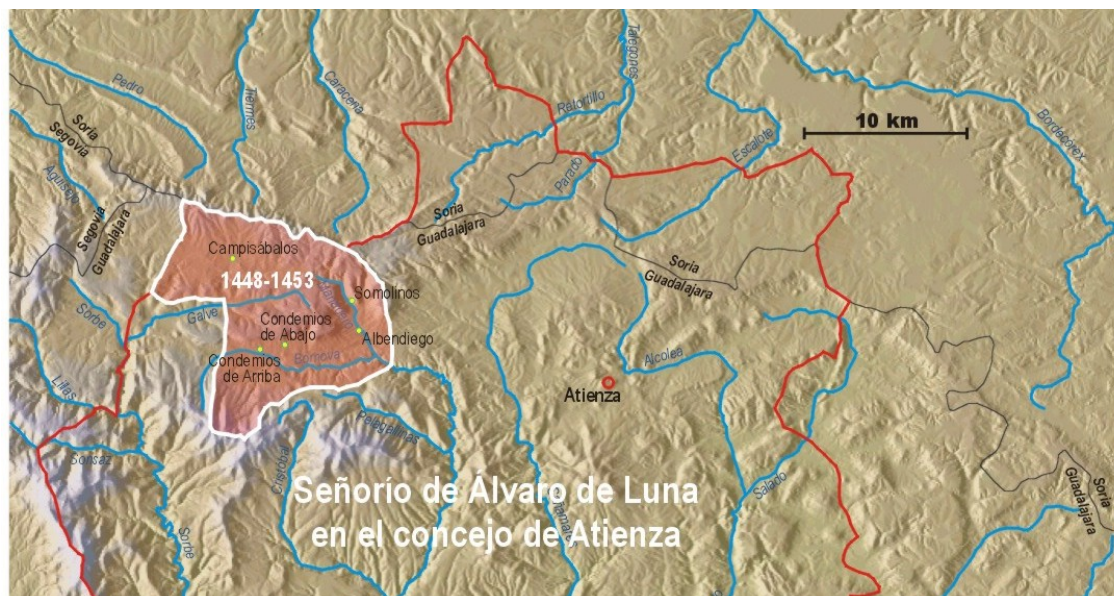 Pedro
Tiermes
Caracena
Talegones
Retortillo
10 km
Bordecorex
Soria
Segovia
Aguisejo
Segovia
Guadalajara
Parado
Escalote
Soria
Guadalajara
Campisábalos
1448-1453
Soria
Guadalajara
Somolinos
Sorbe
Galve
Condemios
de Abajo
Albendiego
Condemios
de Arriba
Bornova
Alcolea
Atienza
Lillas
Pelegrinas
Sonsaz
Cristóbal
Señorío de Álvaro de Luna
en el concejo de Atienza
Salado
Soria
Guadalajara
Sorbe